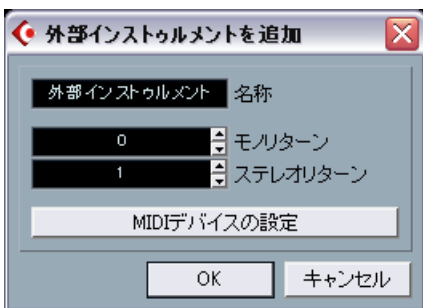 外部インストゥルメントを追加
外部インストゥルメント 名称
0 モノリターン
1 ステレオリターン
MIDIデバイスの設定
OK キャンセル